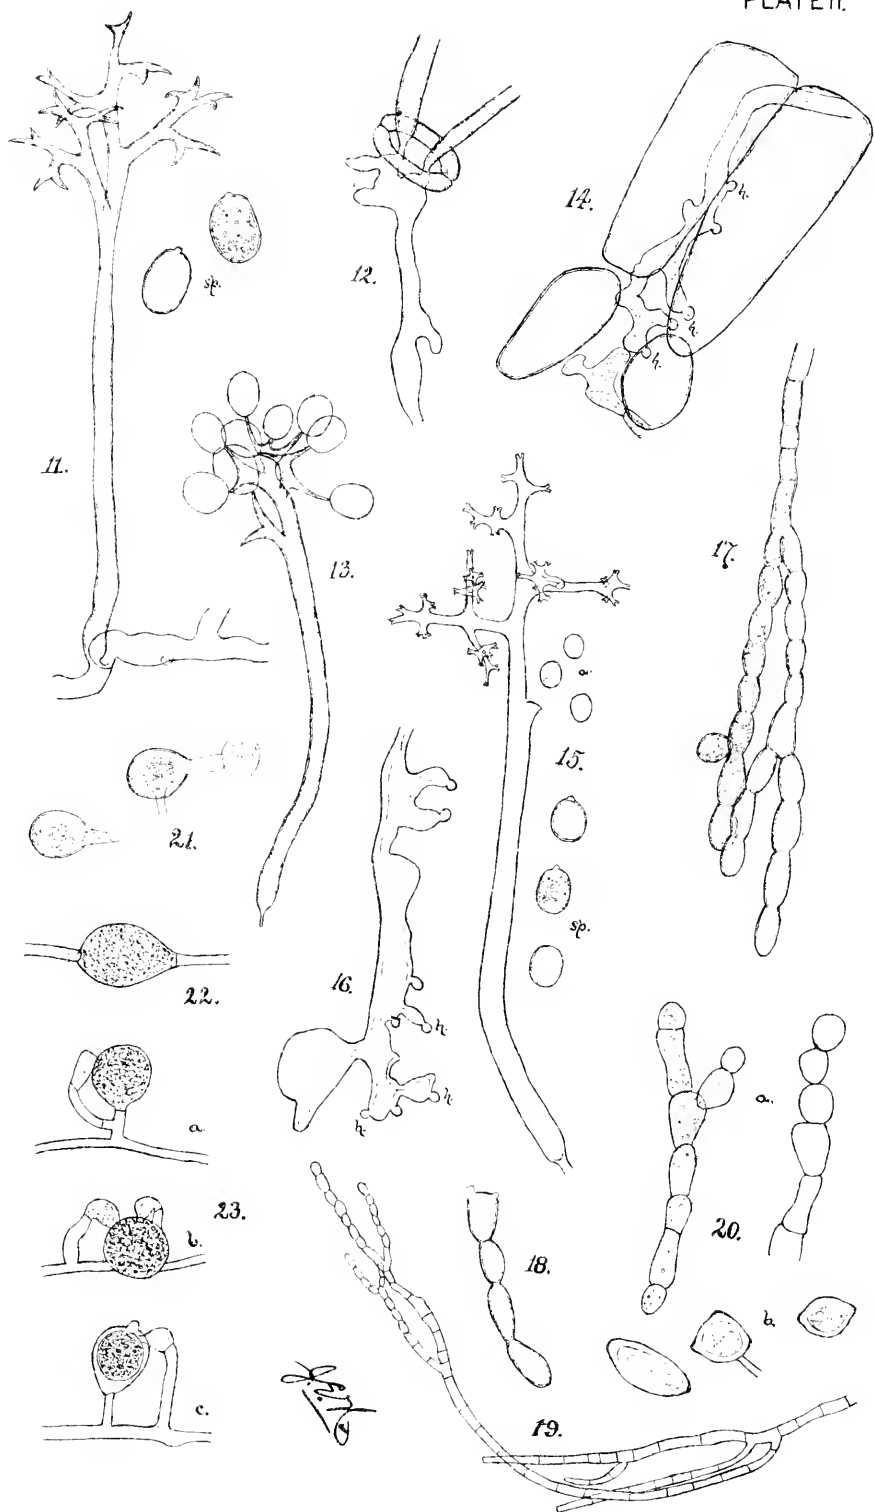 PLATE II.
11.
sp.
12.
13.
14.
h.
h.
h.
15.
a.
sp.
16.
h.
h.
h.
17.
18.
19.
20.
a.
b.
21.
22.
23.
a.
b.
c.